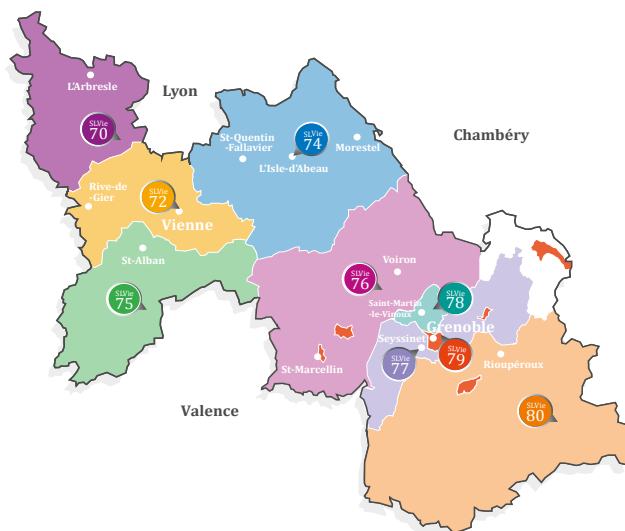 L'Arbresle
Lyon
SLVie
70
St-Quentin
-Fallavier
SLVie
74
Morestel
Chambéry
L'Isle-d'Abeau
Rive-de
-Gier
SLVie
72
Vienne
St-Alban
SLVie
75
Voiron
SLVie
76
Saint-Martin
-le-Vinoux
SLVie
78
Grenoble
Seyssinet
SLVie
77
SLVie
79
Rioupéroux
St-Marcellin
Valence
SLVie
80